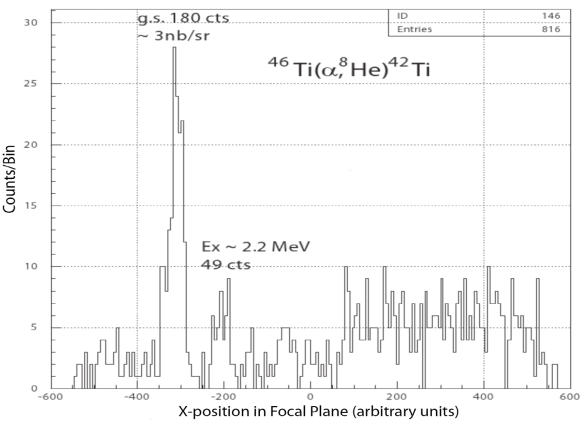 g.s. 180 cts
~ 3nb/sr
ID 146
Entries 816
⁴⁶Ti(α,⁸He)⁴²Ti
Ex ~ 2.2 MeV
49 cts
Counts/Bin
30
25
20
15
10
5
0
-600 -400 -200 0 200 400 600
X-position in Focal Plane (arbitrary units)